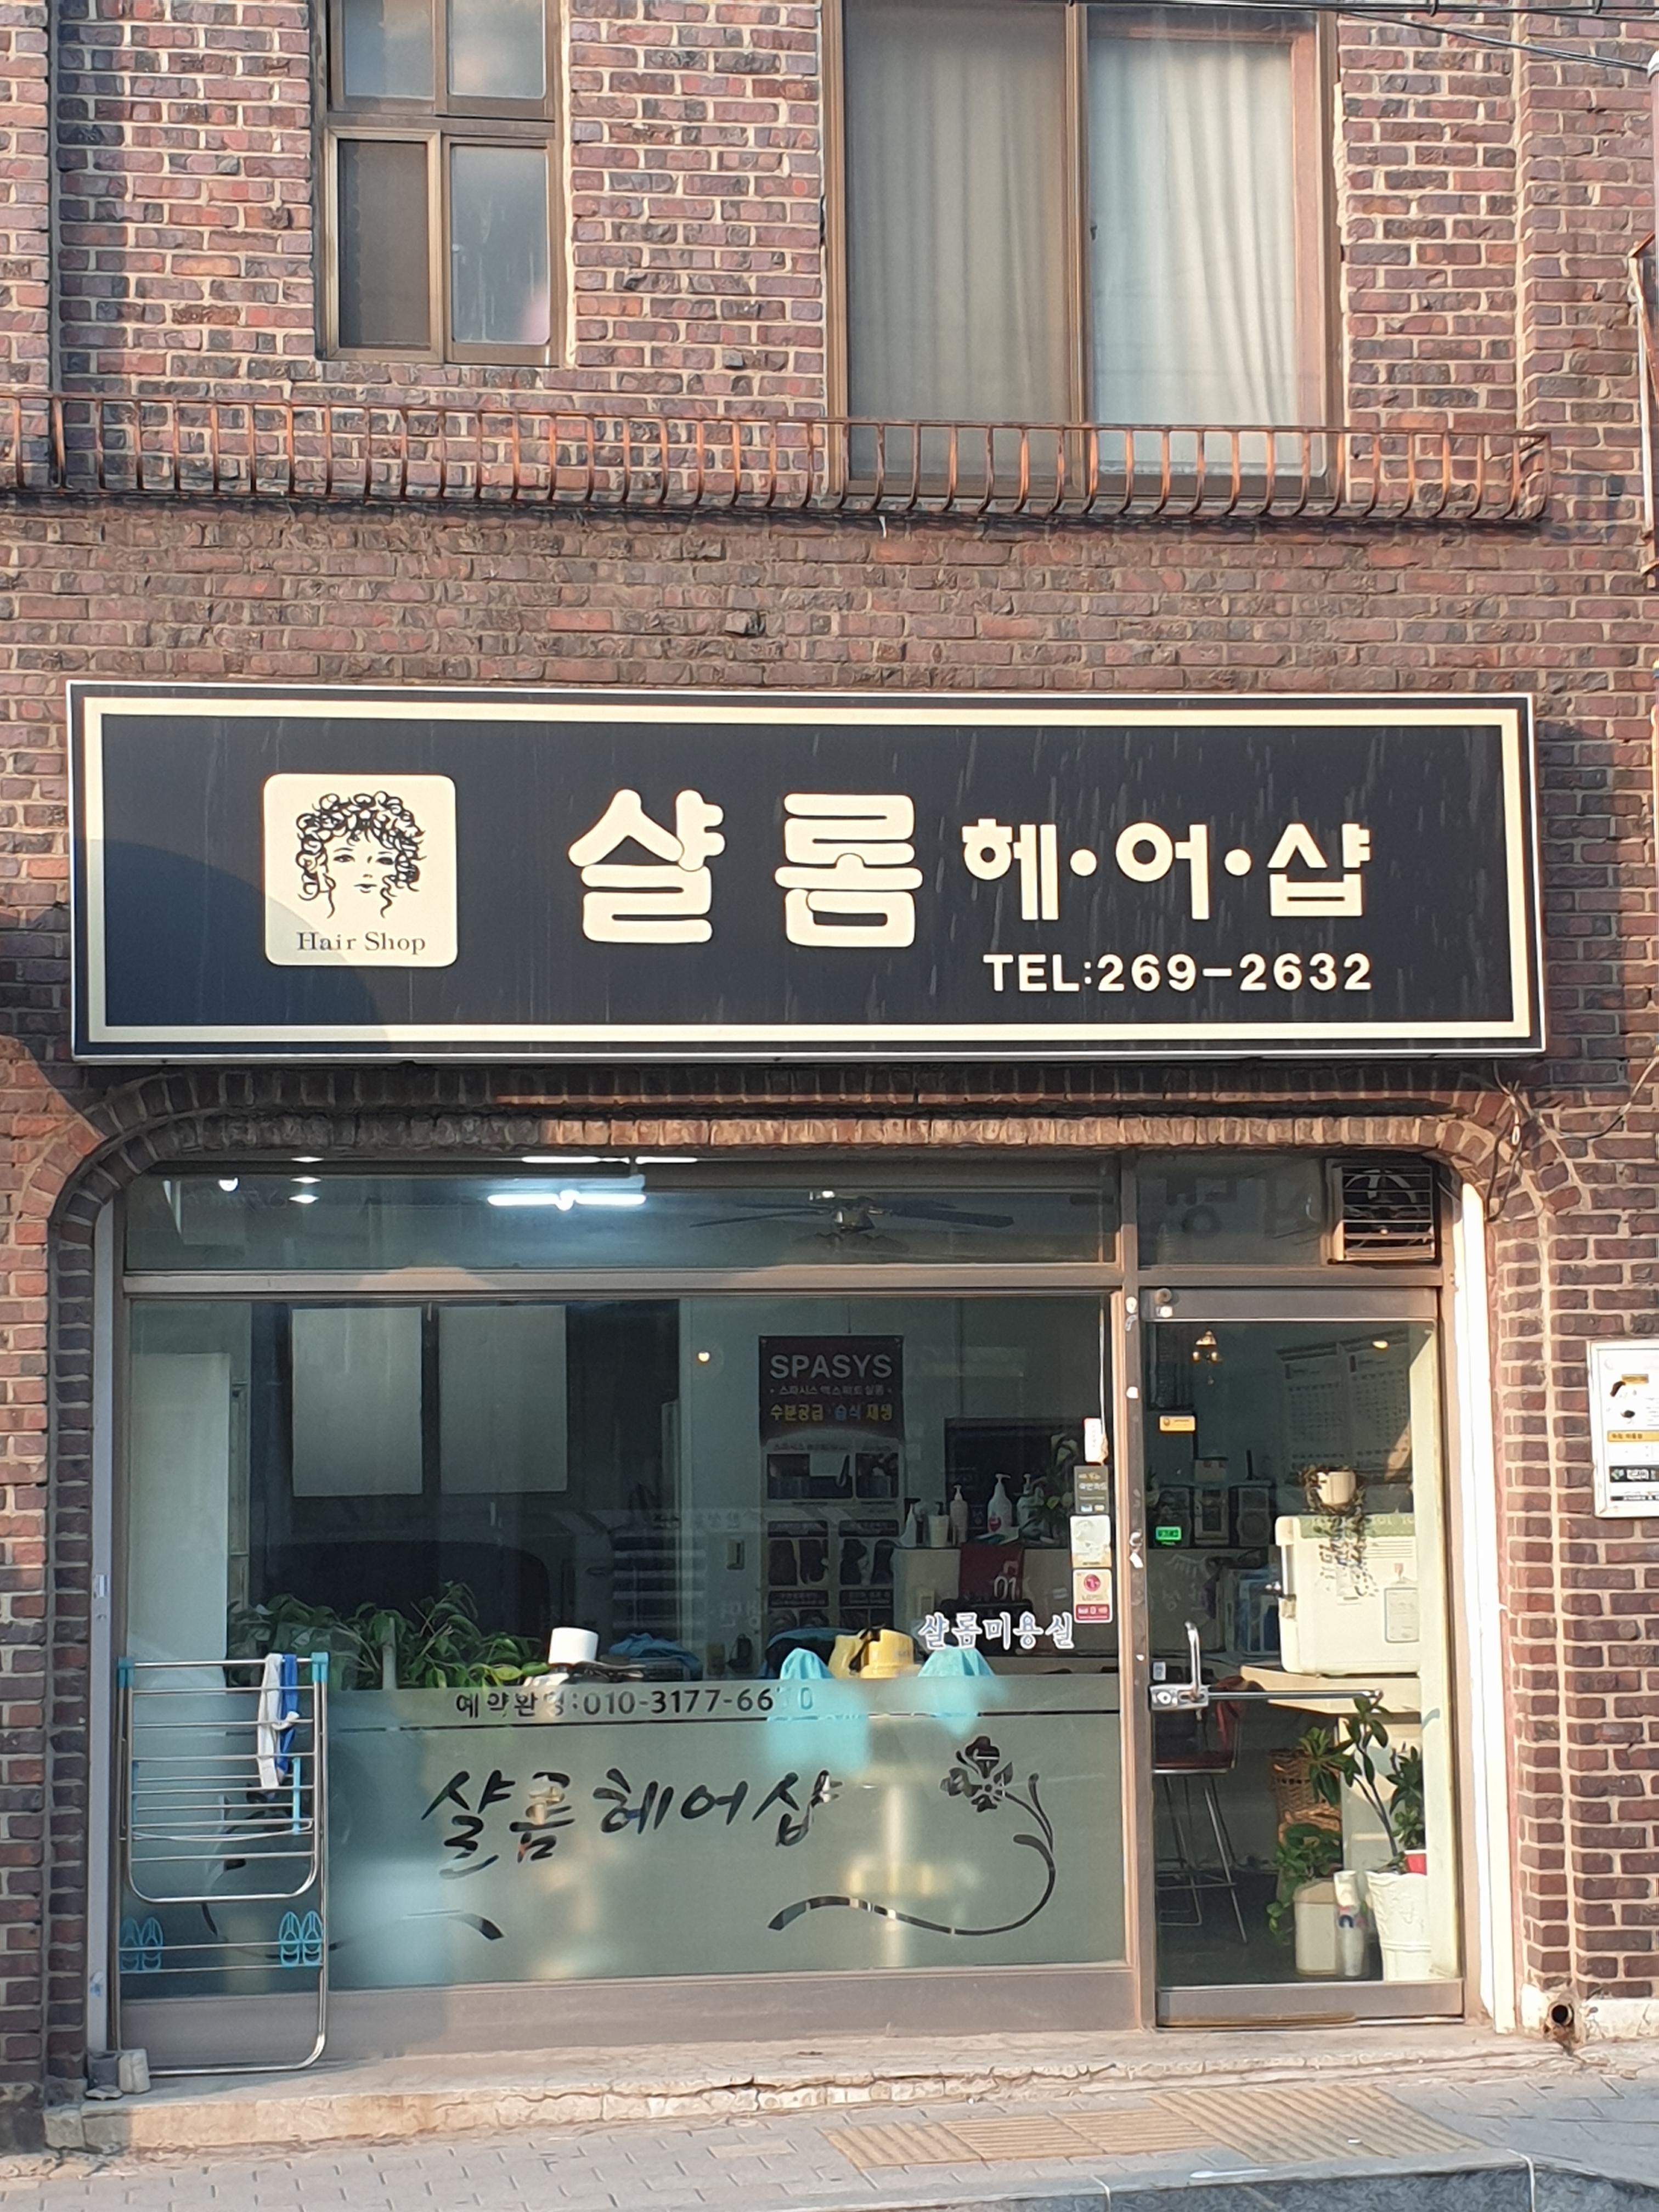 Hair Shop
샬롬 헤·어·샵
TEL:269-2632
SPASYS
수분공급·습식 재생
샬롬미용실
샬롬헤어샵